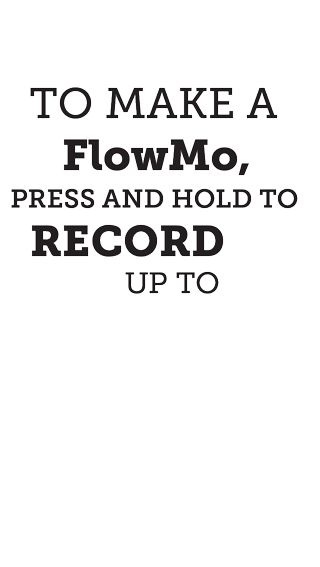 TO MAKE A
FlowMo,
PRESS AND HOLD TO
RECORD
UP TO